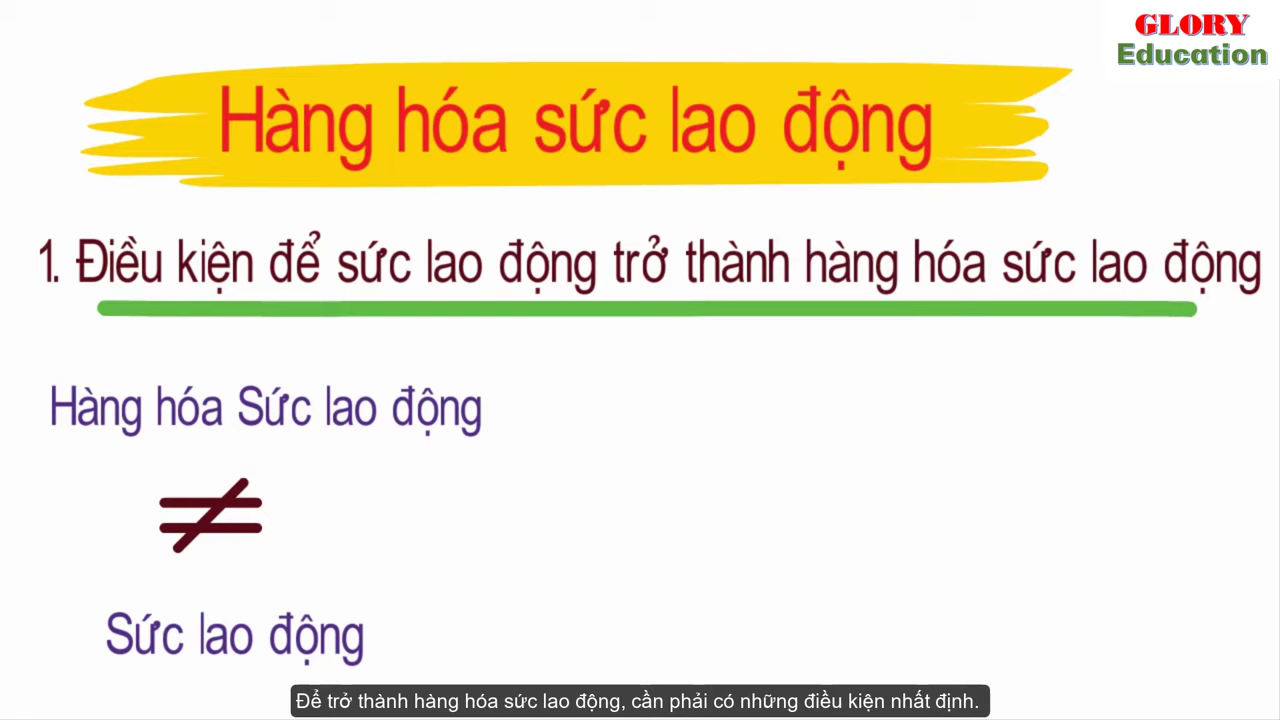 GLORY
Education
Hàng hóa sức lao động
1. Điều kiện để sức lao động trở thành hàng hóa sức lao động
Hàng hóa Sức lao động
≠
Sức lao động
Để trở thành hàng hóa sức lao động, cần phải có những điều kiện nhất định.